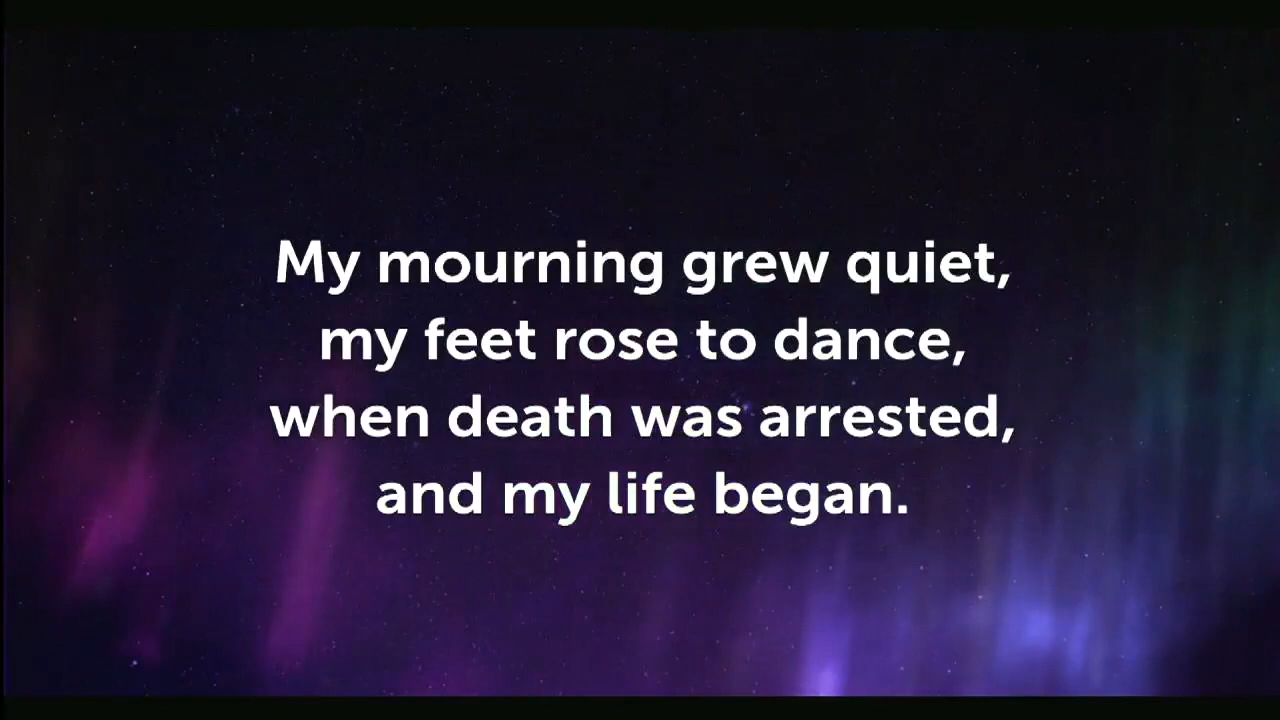 My mourning grew quiet,
my feet rose to dance,
when death was arrested,
and my life began.